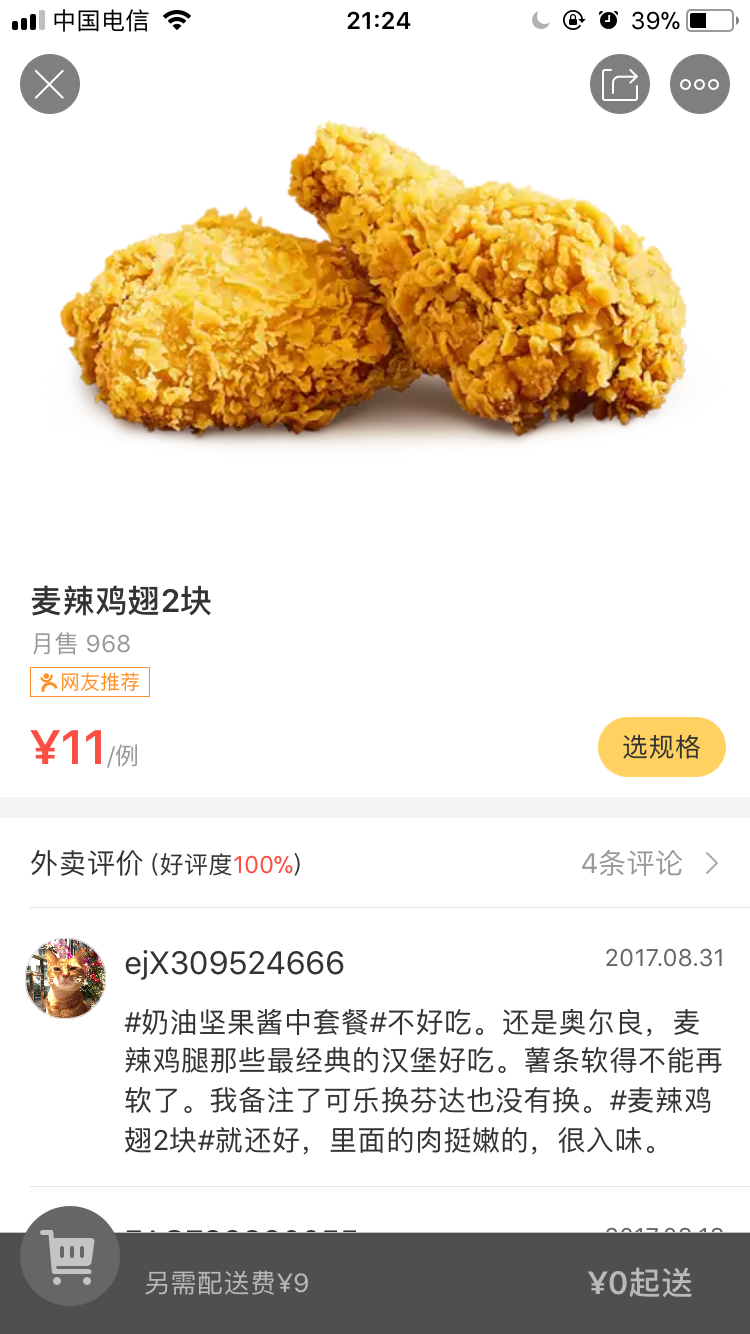 中国电信
21:24
39%
麦辣鸡翅2块
月售 968
网友推荐
¥11/例
选规格
外卖评价 (好评度100%)
4条评论
ejX309524666
2017.08.31
#奶油坚果酱中套餐#不好吃。还是奥尔良，麦
辣鸡腿那些最经典的汉堡好吃。薯条软得不能再
软了。我备注了可乐换芬达也没有换。#麦辣鸡
翅2块#就还好，里面的肉挺嫩的，很入味。
另需配送费¥9
¥0起送